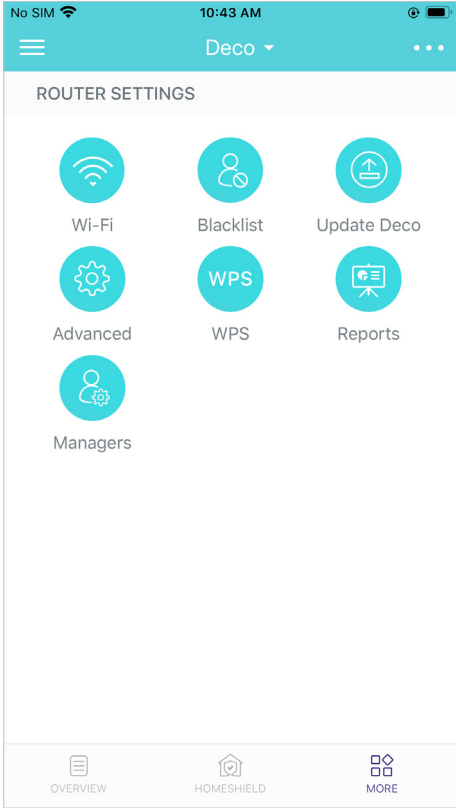 No SIM 10:43 AM
Deco
ROUTER SETTINGS
Wi-Fi Blacklist Update Deco
WPS
Advanced WPS Reports
Managers
OVERVIEW HOMESHIELD MORE